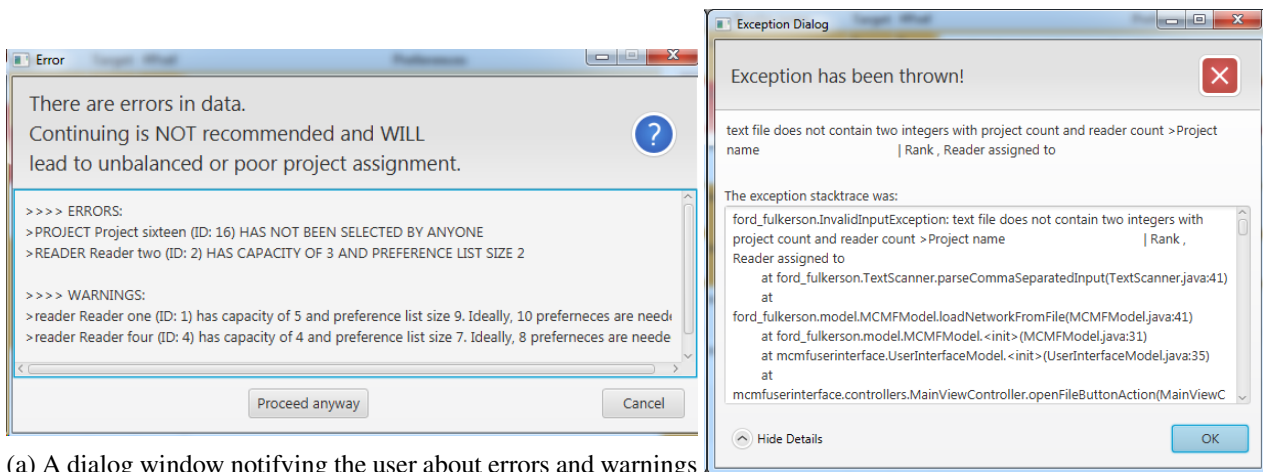 Error
There are errors in data.
Continuing is NOT recommended and WILL
lead to unbalanced or poor project assignment.
>>>> ERRORS:
>PROJECT Project sixteen (ID: 16) HAS NOT BEEN SELECTED BY ANYONE
>READER Reader two (ID: 2) HAS CAPACITY OF 3 AND PREFERENCE LIST SIZE 2
>>>> WARNINGS:
>reader Reader one (ID: 1) has capacity of 5 and preference list size 9. Ideally, 10 preferneces are neede
>reader Reader four (ID: 4) has capacity of 4 and preference list size 7. Ideally, 8 preferneces are neede
Proceed anyway
Cancel
(a) A dialog window notifying the user about errors and warnings
Exception Dialog
Exception has been thrown!
text file does not contain two integers with project count and reader count >Project
name | Rank , Reader assigned to
The exception stacktrace was:
ford_fulkerson.InvalidInputException: text file does not contain two integers with
project count and reader count >Project name | Rank ,
Reader assigned to
at ford_fulkerson.TextScanner.parseCommaSeparatedInput(TextScanner.java:41)
at
ford_fulkerson.model.MCMFModel.loadNetworkFromFile(MCMFModel.java:41)
at ford_fulkerson.model.MCMFModel.<init>(MCMFModel.java:31)
at mcmfuserinterface.UserInterfaceModel.<init>(UserInterfaceModel.java:35)
at
mcmfuserinterface.controllers.MainViewController.openFileButtonAction(MainViewC
Hide Details
OK